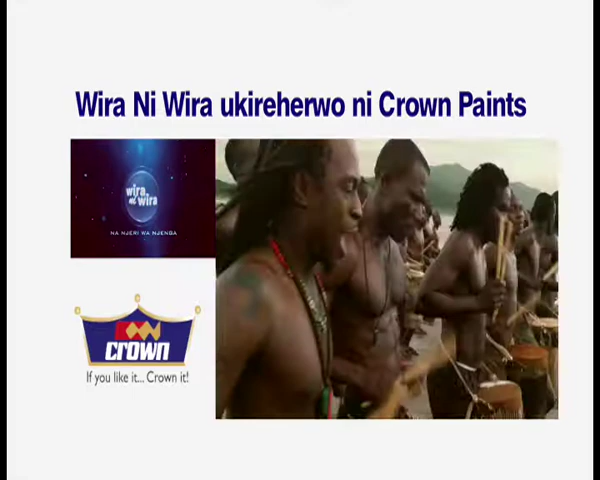 Wira Ni Wira ukireherwo ni Crown Paints
wira
ni wira
NA NJERI WA NJENGA
CROWN
If you like it... Crown it!